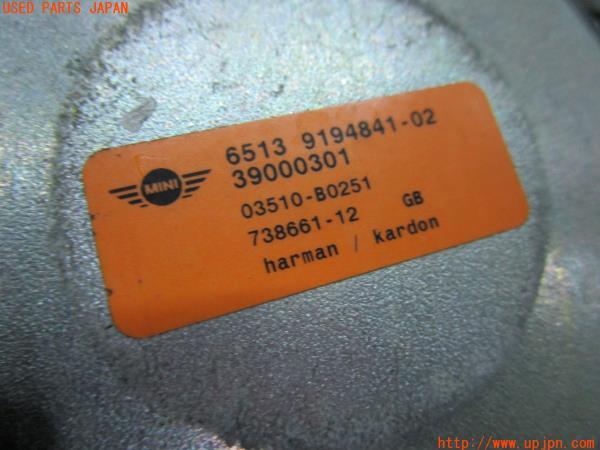 USED PARTS JAPAN
MINI
6513 9194841-02
39000301
03510-B0251
738661-12 GB
harman / kardon
http://www.upjpn.com